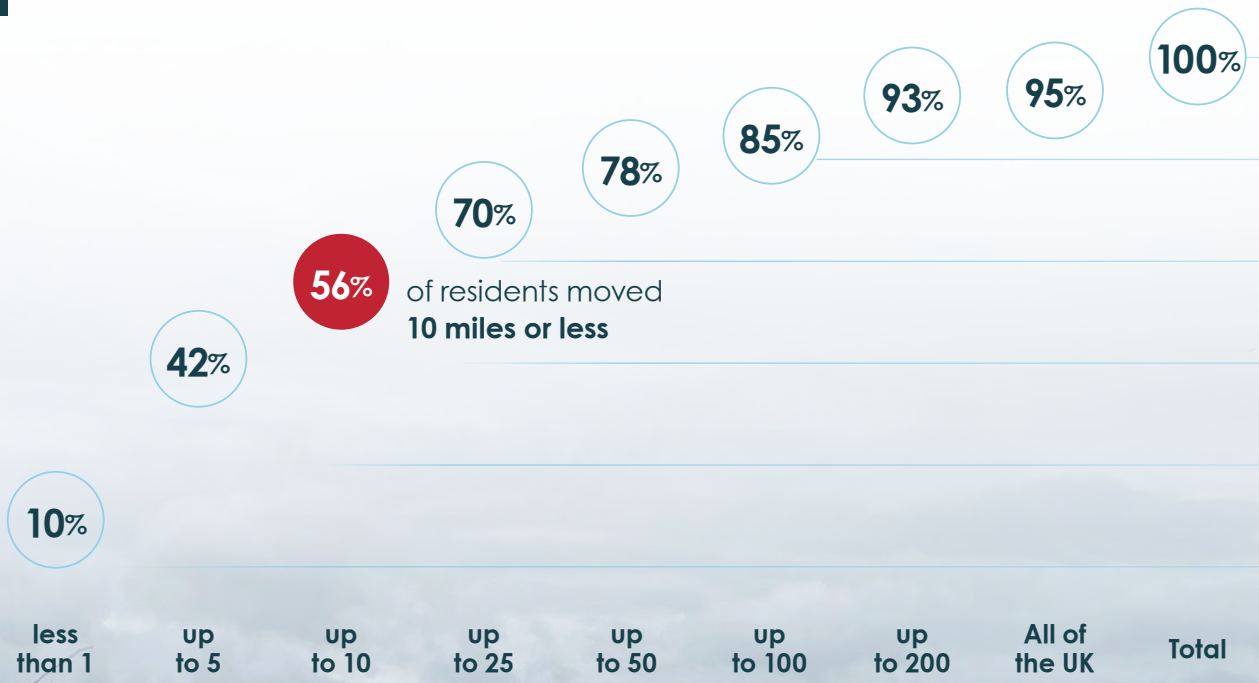 100%
95%
93%
85%
78%
70%
56%
of residents moved
10 miles or less
42%
10%
less
than 1
up
to 5
up
to 10
up
to 25
up
to 50
up
to 100
up
to 200
All of
the UK
Total